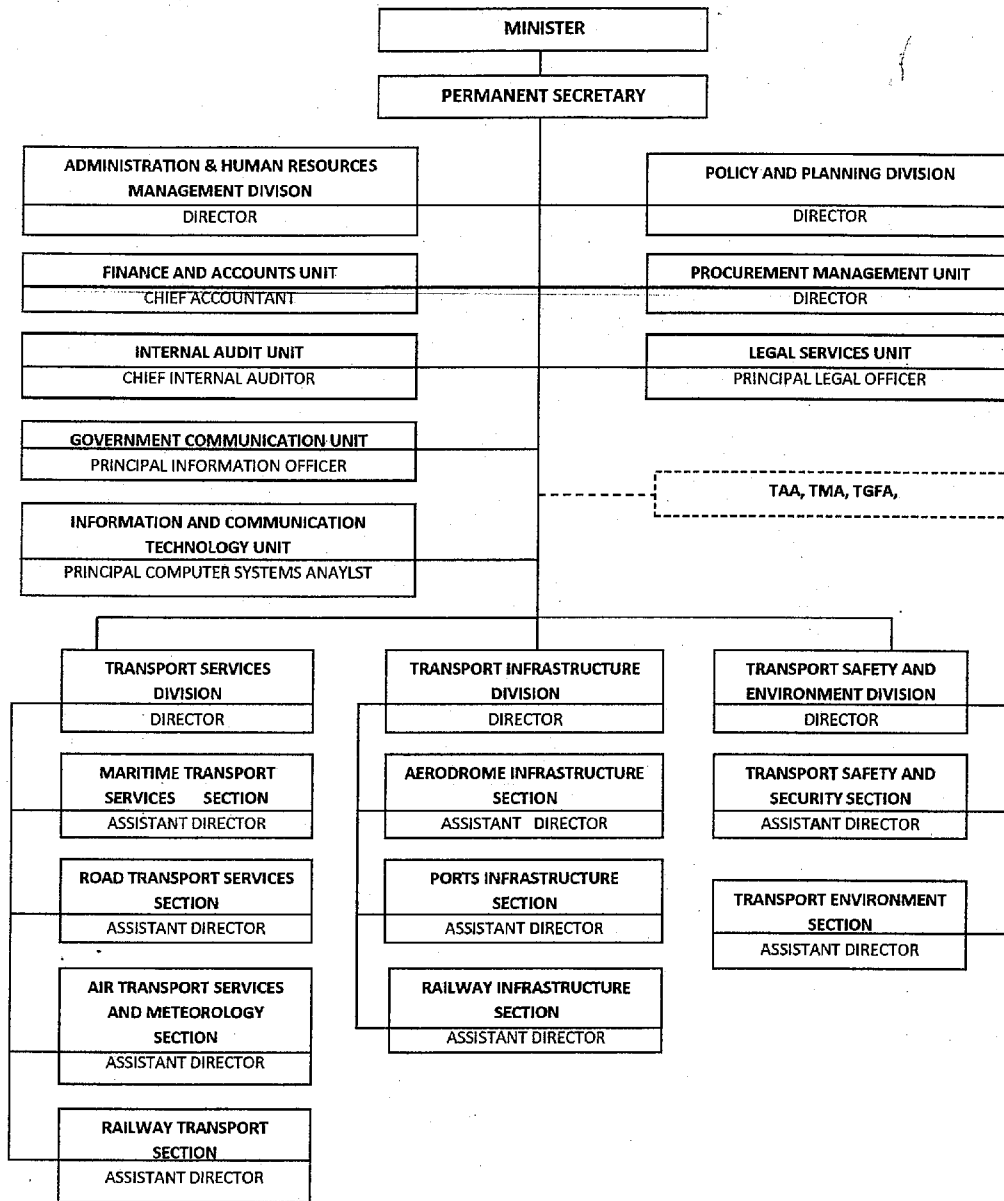 MINISTER
PERMANENT SECRETARY
ADMINISTRATION & HUMAN RESOURCES
MANAGEMENT DIVISON
DIRECTOR
POLICY AND PLANNING DIVISION
DIRECTOR
FINANCE AND ACCOUNTS UNIT
CHIEF ACCOUNTANT
PROCUREMENT MANAGEMENT UNIT
DIRECTOR
INTERNAL AUDIT UNIT
CHIEF INTERNAL AUDITOR
LEGAL SERVICES UNIT
PRINCIPAL LEGAL OFFICER
GOVERNMENT COMMUNICATION UNIT
PRINCIPAL INFORMATION OFFICER
TAA, TMA, TGFA,
INFORMATION AND COMMUNICATION
TECHNOLOGY UNIT
PRINCIPAL COMPUTER SYSTEMS ANAYLST
TRANSPORT SERVICES
DIVISION
DIRECTOR
MARITIME TRANSPORT
SERVICES SECTION
ASSISTANT DIRECTOR
ROAD TRANSPORT SERVICES
SECTION
ASSISTANT DIRECTOR
AIR TRANSPORT SERVICES
AND METEOROLOGY
SECTION
ASSISTANT DIRECTOR
RAILWAY TRANSPORT
SECTION
ASSISTANT DIRECTOR
TRANSPORT INFRASTRUCTURE
DIVISION
DIRECTOR
AERODROME INFRASTRUCTURE
SECTION
ASSISTANT DIRECTOR
PORTS INFRASTRUCTURE
SECTION
ASSISTANT DIRECTOR
RAILWAY INFRASTRUCTURE
SECTION
ASSISTANT DIRECTOR
TRANSPORT SAFETY AND
ENVIRONMENT DIVISION
DIRECTOR
TRANSPORT SAFETY AND
SECURITY SECTION
ASSISTANT DIRECTOR
TRANSPORT ENVIRONMENT
SECTION
ASSISTANT DIRECTOR